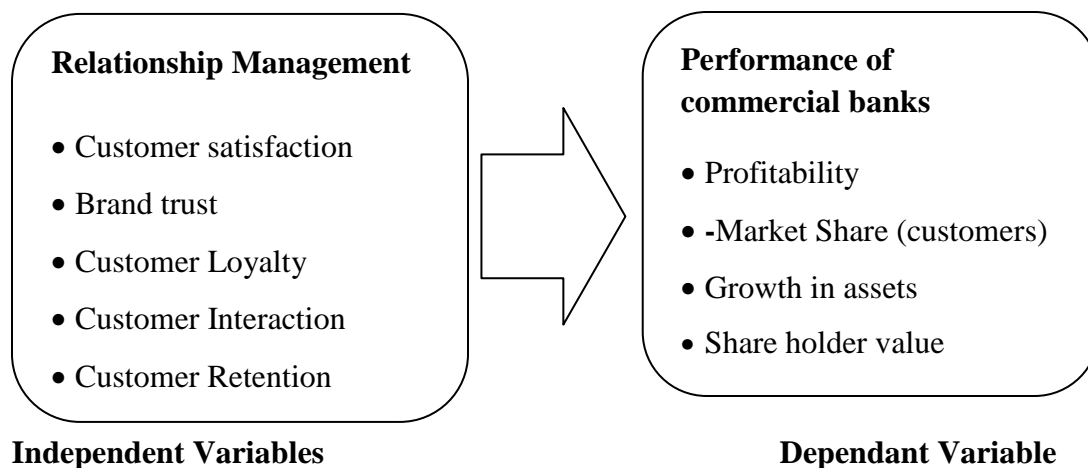 Relationship Management
• Customer satisfaction
• Brand trust
• Customer Loyalty
• Customer Interaction
• Customer Retention
Independent Variables
Performance of
commercial banks
• Profitability
• -Market Share (customers)
• Growth in assets
• Share holder value
Dependant Variable